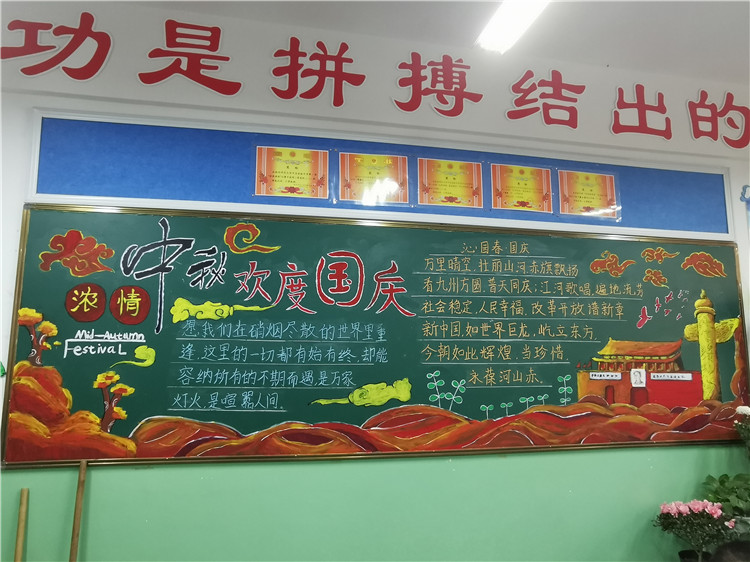 功是拼搏结出的
浓情
中秋
欢度国庆
Mid-Autumn
Festival
想,我们在硝烟尽散的世界里重
逢,这里的一切都有始有终,却能
容纳所有的不期而遇,是万家
灯火,是喧嚣人间。
沁园春·国庆
万里晴空,壮丽山河,赤旗飘扬
看九州方圆,普天同庆;江河歌唱,遍地流芳
社会稳定,人民幸福,改革开放谱新章
新中国,如世界巨龙,屹立东方,
今朝如此辉煌,当珍惜,
永葆河山赤。